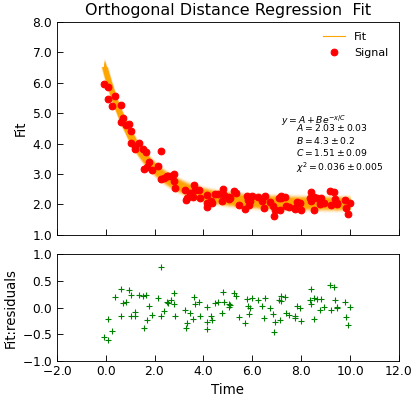 Orthogonal Distance Regression  Fit
8.0
7.0
6.0
5.0
4.0
3.0
2.0
1.0
Fit
Fit
Signal
y = A + Be^{-x/C}
A = 2.03 ± 0.03
B = 4.3 ± 0.2
C = 1.51 ± 0.09
χ² = 0.036 ± 0.005
1.0
0.5
0.0
−0.5
−1.0
Fit:residuals
−2.0 0.0 2.0 4.0 6.0 8.0 10.0 12.0
Time